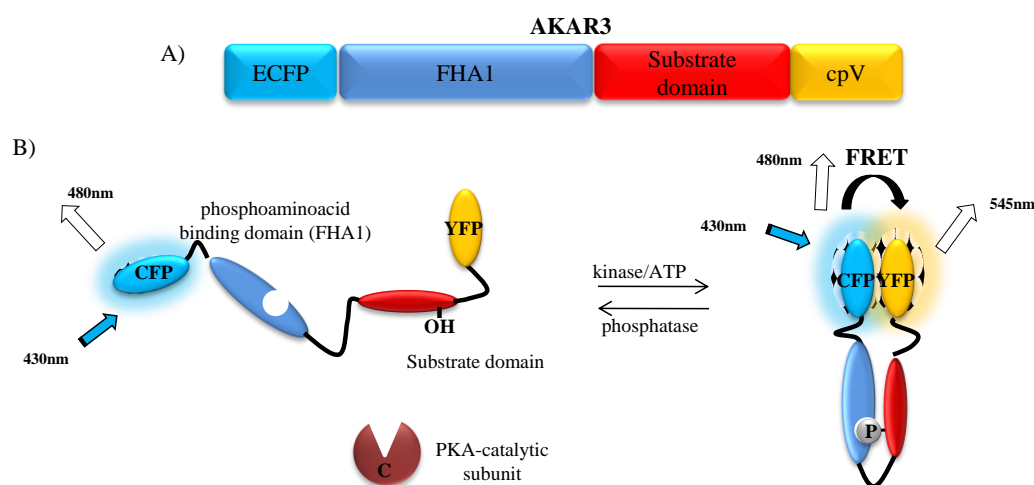 AKAR3
A)
ECFP
FHA1
Substrate
domain
cpV
B)
480nm
phosphoaminoacid
binding domain (FHA1)
YFP
CFP
OH
430nm
Substrate domain
C
PKA-catalytic
subunit
kinase/ATP
phosphatase
480nm
FRET
545nm
430nm
CFP
YFP
P